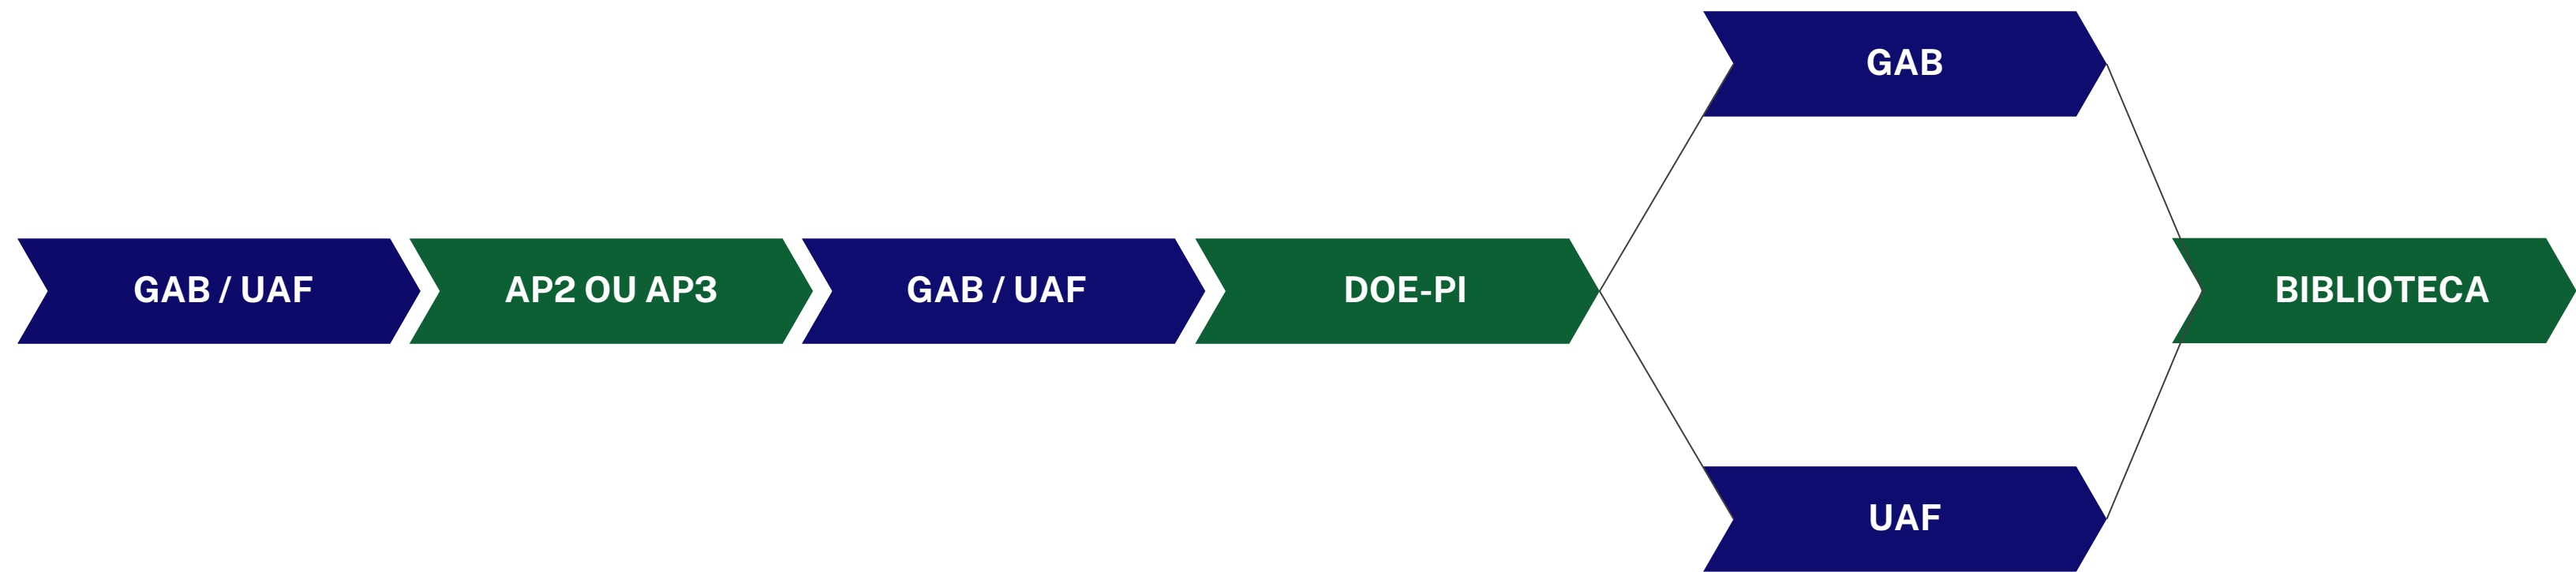 GAB / UAF
AP2 OU AP3
GAB / UAF
DOE-PI
GAB
UAF
BIBLIOTECA